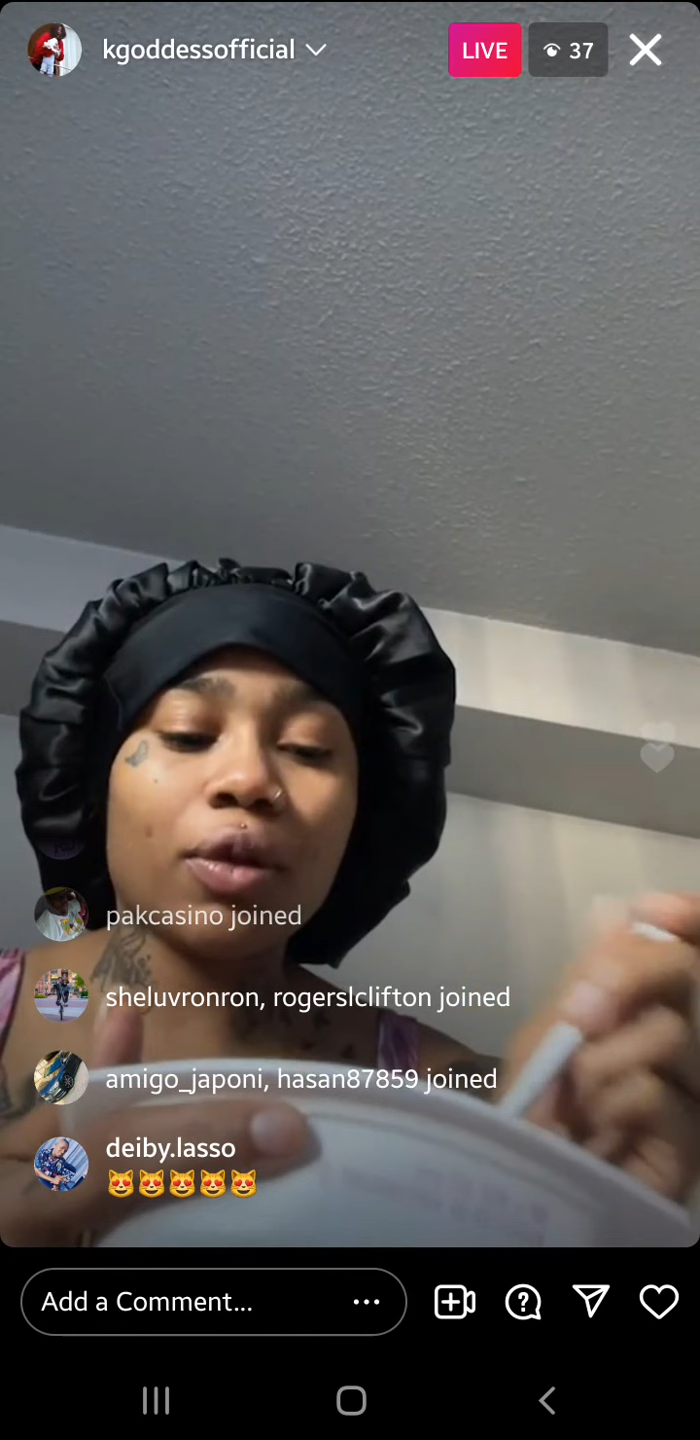 kgoddessofficial
LIVE
37
pakcasino joined
sheluvronron, rogerslclifton joined
amigo_japoni, hasan87859 joined
deiby.lasso
😻😻😻😻😻
Add a Comment...